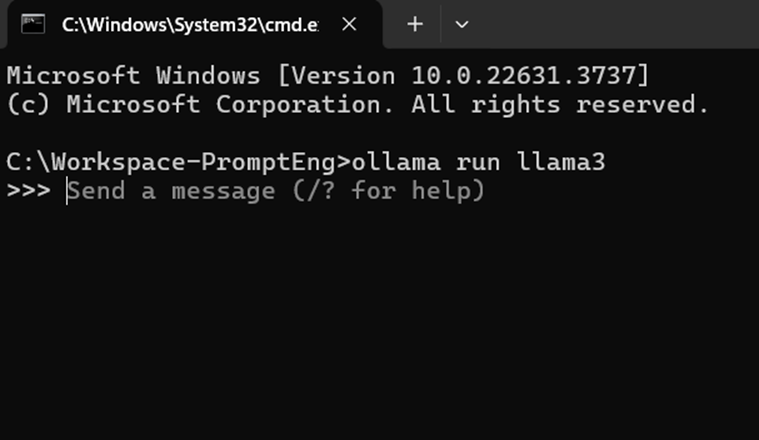 C:\Windows\System32\cmd.e
Microsoft Windows [Version 10.0.22631.3737]
(c) Microsoft Corporation. All rights reserved.
C:\Workspace-PromptEng>ollama run llama3
>>> Send a message (/? for help)